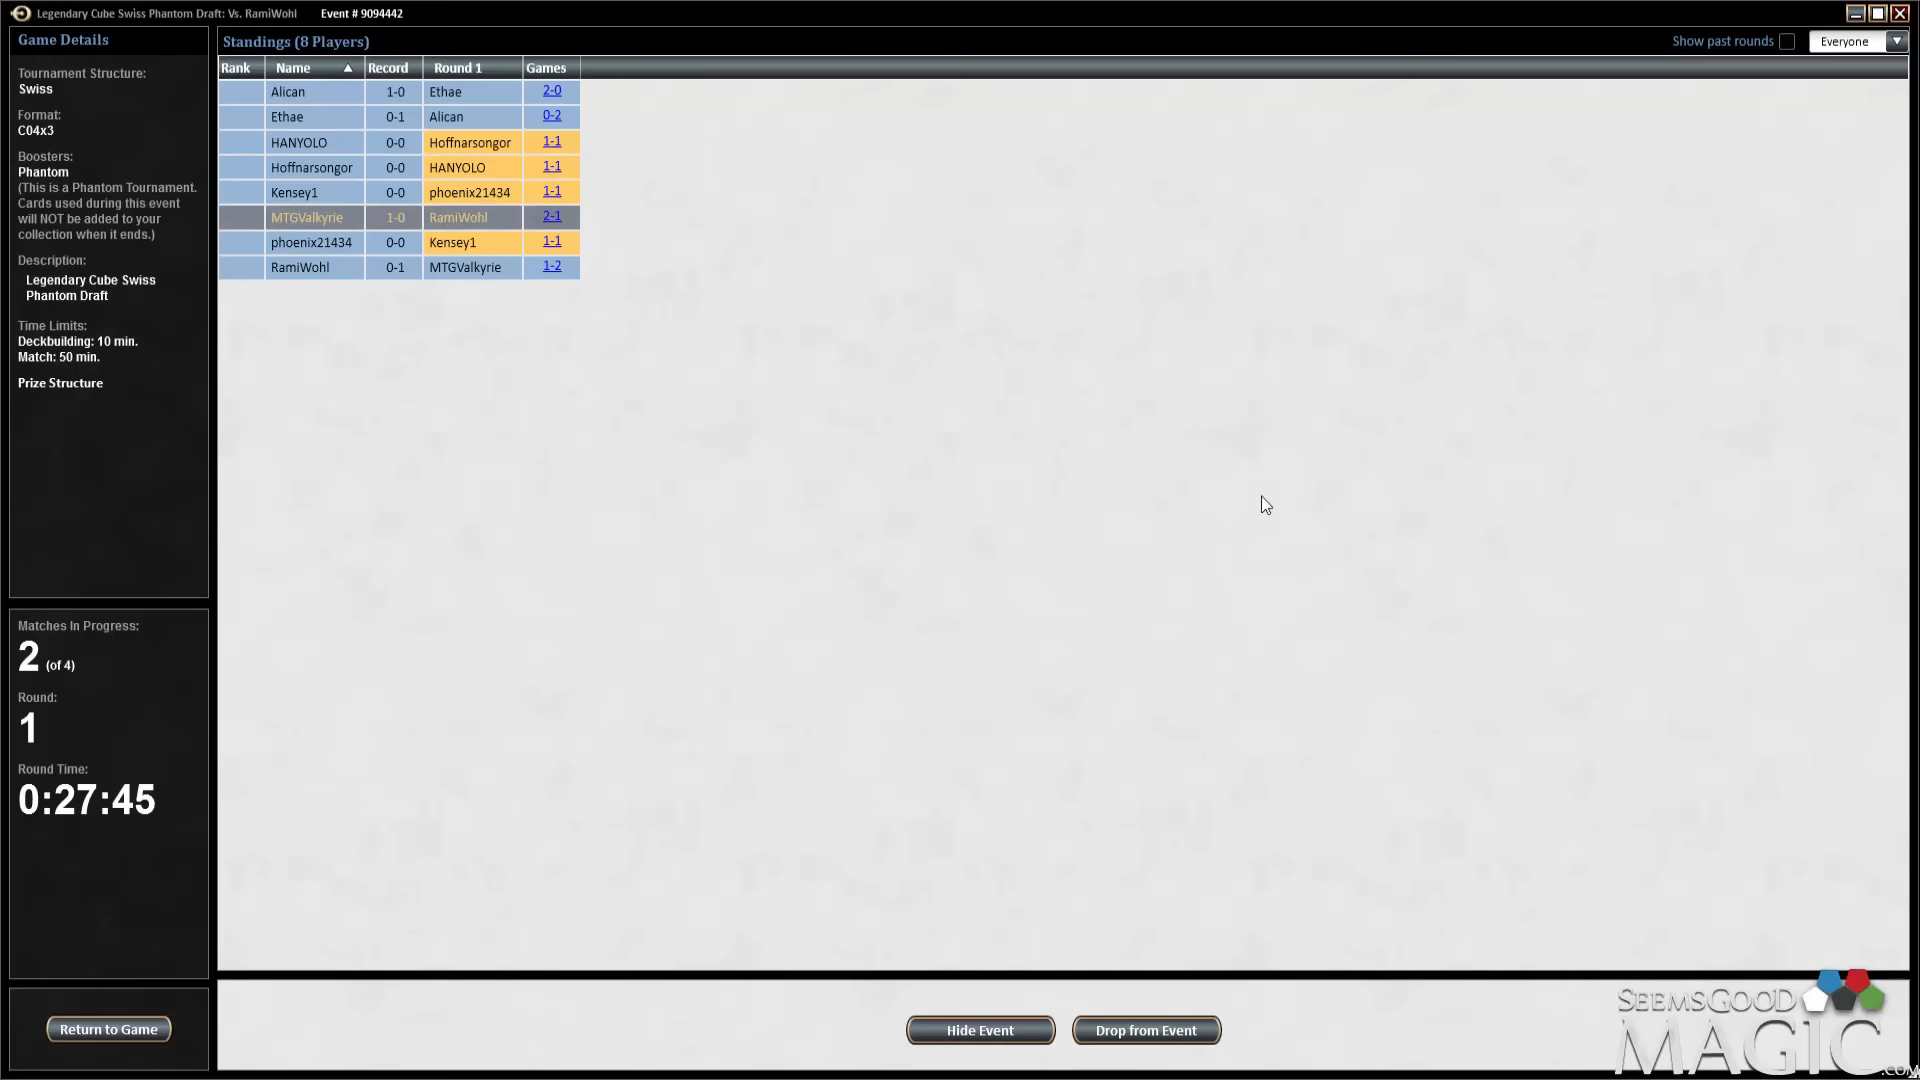 Legendary Cube Swiss Phantom Draft: Vs. RamiWohl Event # 9094442
Game Details
Tournament Structure:
Swiss
Format:
C04x3
Boosters:
Phantom
(This is a Phantom Tournament.
Cards used during this event
will NOT be added to your
collection when it ends.)
Description:
Legendary Cube Swiss
Phantom Draft
Time Limits:
Deckbuilding: 10 min.
Match: 50 min.
Prize Structure
Matches In Progress:
2 (of 4)
Round:
1
Round Time:
0:27:45
Return to Game
Standings (8 Players) Show past rounds Everyone
Rank Name Record Round 1 Games
Alican 1-0 Ethae 2-0
Ethae 0-1 Alican 0-2
HANYOLO 0-0 Hoffnarsongor 1-1
Hoffnarsongor 0-0 HANYOLO 1-1
Kensey1 0-0 phoenix21434 1-1
MTGValkyrie 1-0 RamiWohl 2-1
phoenix21434 0-0 Kensey1 1-1
RamiWohl 0-1 MTGValkyrie 1-2
Hide Event Drop from Event
SEEMSGOOD
MAGIC.COM